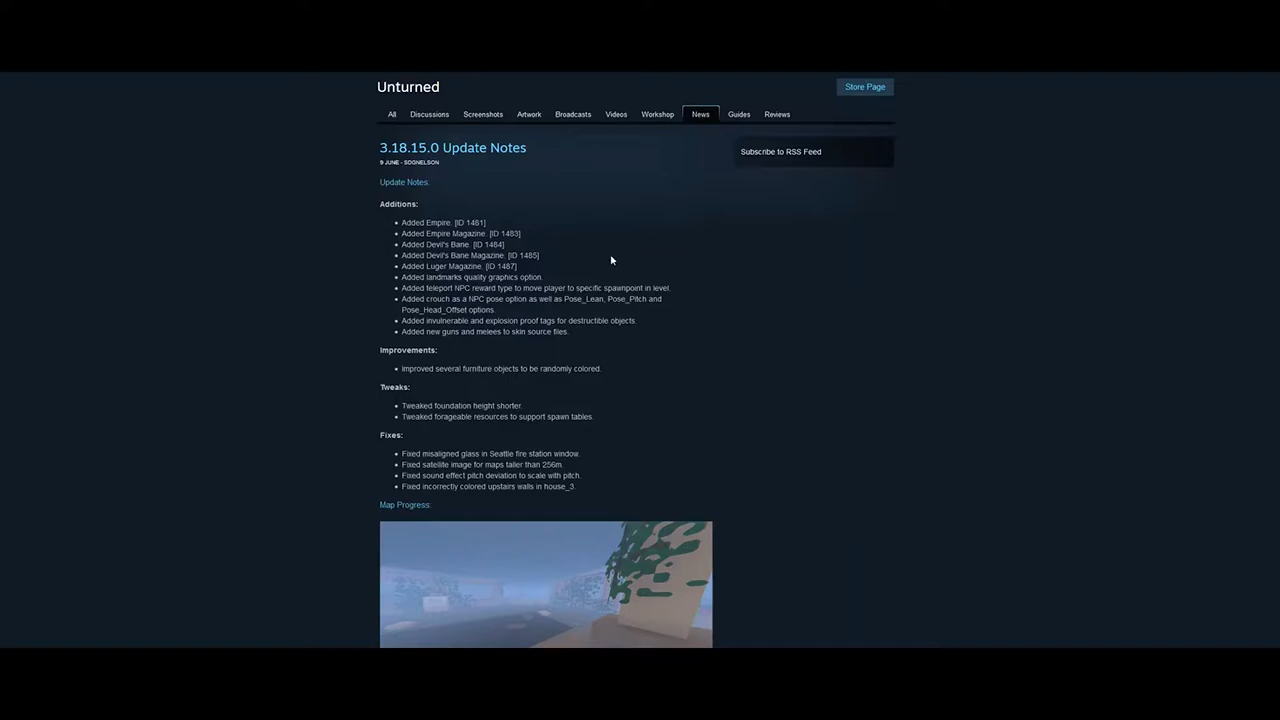 Unturned
Store Page
All Discussions Screenshots Artwork Broadcasts Videos Workshop News Guides Reviews
3.18.15.0 Update Notes
9 JUNE - SDGNELSON
Subscribe to RSS Feed
Update Notes:
Additions:
Added Empire. [ID 1481]
Added Empire Magazine. [ID 1483]
Added Devil's Bane. [ID 1484]
Added Devil's Bane Magazine. [ID 1485]
Added Luger Magazine. [ID 1487]
Added landmarks quality graphics option.
Added teleport NPC reward type to move player to specific spawnpoint in level.
Added crouch as a NPC pose option as well as Pose_Lean, Pose_Pitch and
Pose_Head_Offset options.
Added invulnerable and explosion proof tags for destructible objects.
Added new guns and melees to skin source files.
Improvements:
Improved several furniture objects to be randomly colored.
Tweaks:
Tweaked foundation height shorter.
Tweaked forageable resources to support spawn tables.
Fixes:
Fixed misaligned glass in Seattle fire station window.
Fixed satellite image for maps taller than 256m.
Fixed sound effect pitch deviation to scale with pitch.
Fixed incorrectly colored upstairs walls in house_3.
Map Progress: